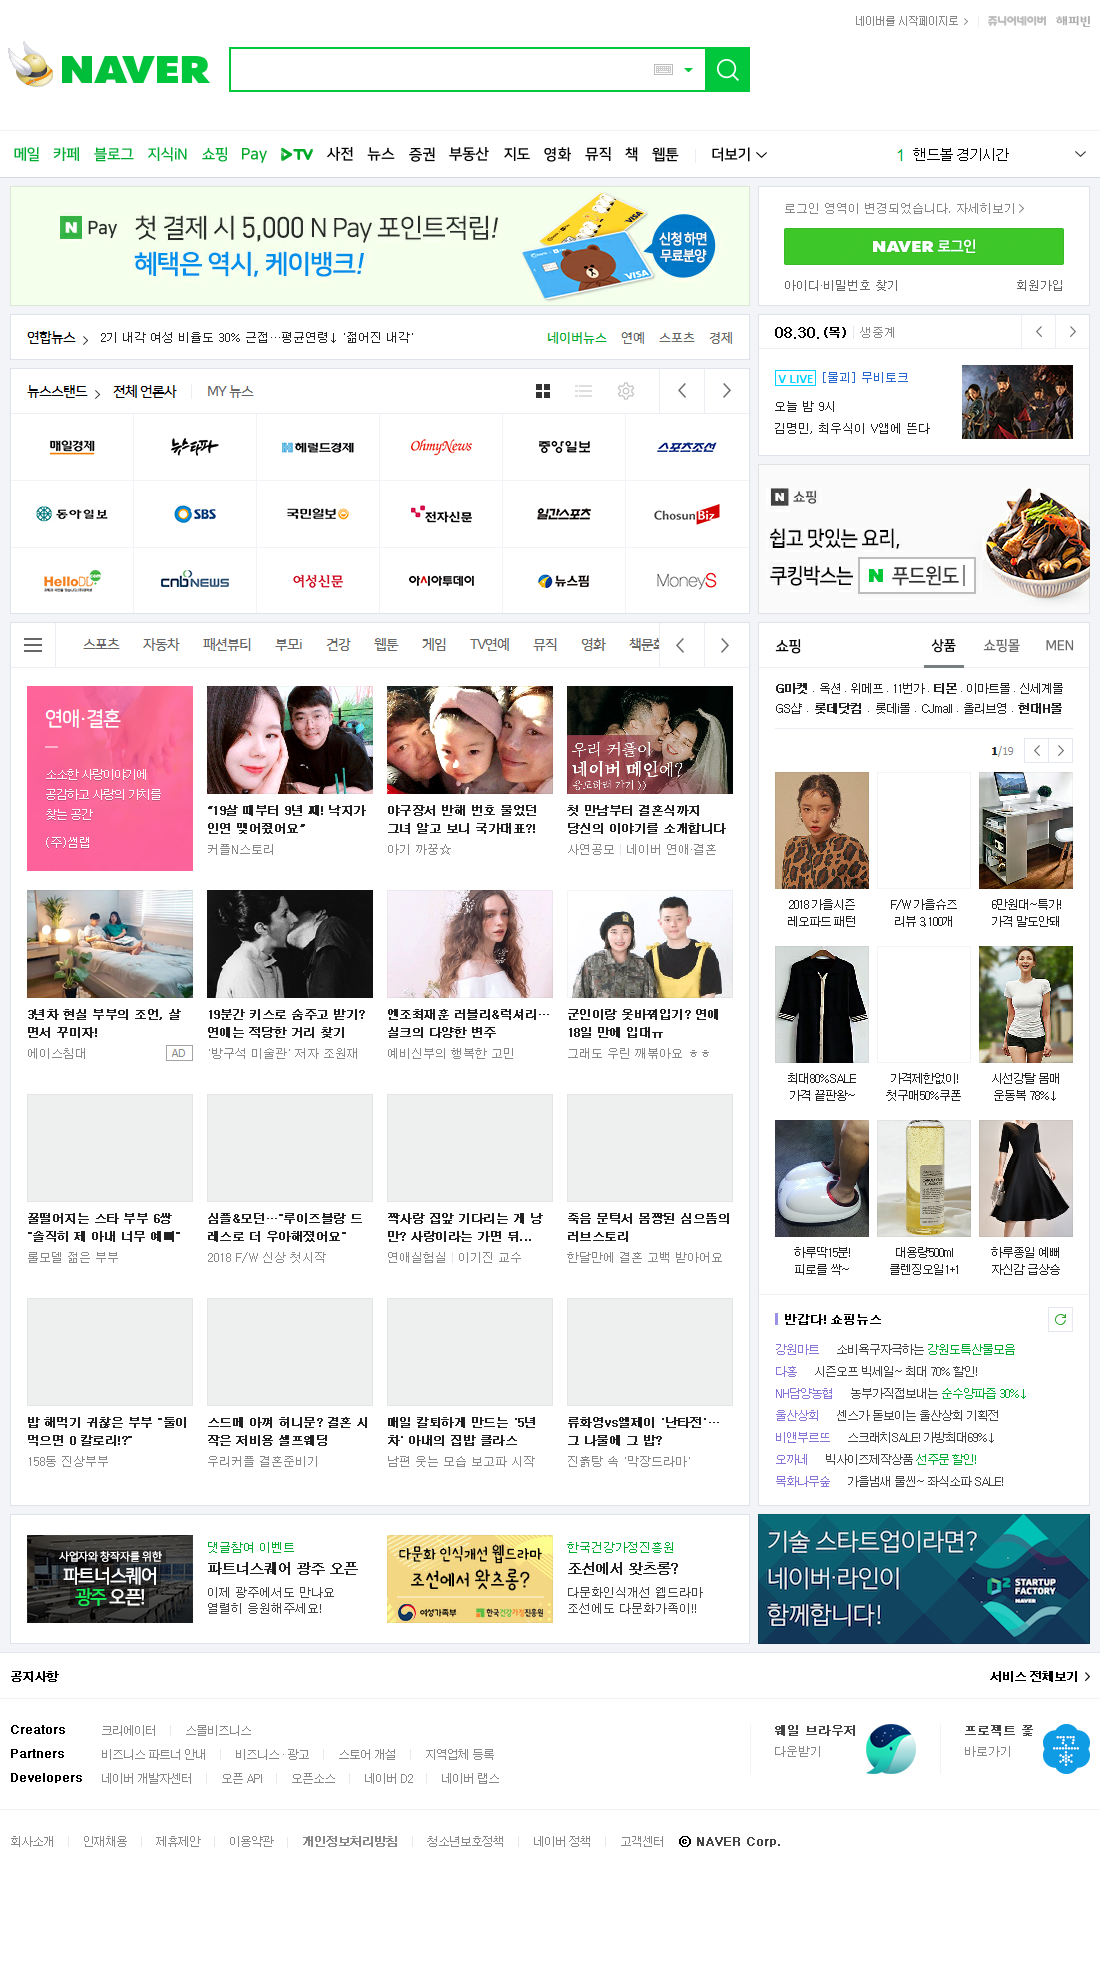 네이버를 시작페이지로
쥬니어네이버 해피빈
NAVER
메일 카페 블로그 지식iN 쇼핑 Pay TV 사전 뉴스 증권 부동산 지도 영화 뮤직 책 웹툰 더보기
1 핸드볼 경기시간
N Pay 첫 결제 시 5,000 N Pay 포인트적립!
혜택은 역시, 케이뱅크!
VISA
VISA
신청하면
무료분양
로그인 영역이 변경되었습니다. 자세히보기
NAVER 로그인
아이디·비밀번호 찾기 회원가입
연합뉴스 2기 내각 여성 비율도 30% 근접…평균연령↓ '젊어진 내각'
네이버뉴스 연예 스포츠 경제
08.30. (목) 생중계
V LIVE [물괴] 무비토크
오늘 밤 9시
김명민, 최우식이 V앱에 뜬다
뉴스스탠드 전체 언론사 MY 뉴스
매일경제 뉴스타파 헤럴드경제 OhmyNews 중앙일보 스포츠조선
동아일보 SBS 국민일보 전자신문 일간스포츠 ChosunBiz
HelloDD cnbNEWS 여성신문 아시아투데이 뉴스핌 MoneyS
N 쇼핑
쉽고 맛있는 요리,
쿠킹박스는 N 푸드윈도
스포츠 자동차 패션뷰티 부모i 건강 웹툰 게임 TV연예 뮤직 영화 책문화
연애·결혼
소소한 사랑이야기에
공감하고 사랑의 가치를
찾는 공간
(주)썸랩
"19살 때부터 9년 째! 낙지가
인연 맺어줬어요"
커플N스토리
야구장서 반해 번호 물었던
그녀 알고 보니 국가대표?!
아기 까꿍☆
우리 커플이
네이버 메인에?
응모하러 가기 >>
첫 만남부터 결혼식까지
당신의 이야기를 소개합니다
사연공모 네이버 연애·결혼
3년차 현실 부부의 조언, 살
면서 꾸미자!
에이스침대 AD
19분간 키스로 숨주고 받기?
연애는 적당한 거리 찾기
'방구석 미술관' 저자 조원재
앤조최재훈 러블리&럭셔리…
실크의 다양한 변주
예비신부의 행복한 고민
군인이랑 옷바꿔입기? 연애
18일 만에 입대ㅠ
그래도 우린 깨볶아요 ㅎㅎ
꿀떨어지는 스타 부부 6쌍
"솔직히 제 아내 너무 예뻐"
롤모델 젊은 부부
심플&모던…"루이즈블랑 드
레스로 더 우아해졌어요"
2018 F/W 신상 첫시작
짝사랑 집앞 기다리는 게 낭
만? 사랑이라는 가면 뒤...
연애실험실 이기진 교수
죽음 문턱서 몸짱된 심으뜸의
러브스토리
한달만에 결혼 고백 받아어요
밥 해먹기 귀찮은 부부 "둘이
먹으면 0 칼로리!?"
158동 진상부부
스드메 아껴 허니문? 결혼 시
작은 저비용 셀프웨딩
우리커플 결혼준비기
매일 칼퇴하게 만드는 '5년
차' 아내의 집밥 클라스
남편 웃는 모습 보고파 시작
류화영vs엘제이 '난타전'…
그 나물에 그 밥?
진흙탕 속 '막장드라마'
쇼핑 상품 쇼핑몰 MEN
G마켓 . 옥션 . 위메프 . 11번가 . 티몬 . 이마트몰 . 신세계몰
GS샵 . 롯데닷컴 . 롯데i몰 . CJmall . 올리브영 . 현대H몰
1/19
2018 가을시즌
레오파드 패턴
F/W 가을슈즈
리뷰 3,100개
6만원대~특가!
가격 말도안돼
최대80%SALE
가격 끝판왕~
가격제한없이!
첫구매50%쿠폰
시선강탈 몸매
운동복 78%↓
하루딱15분!
피로를 싹~
대용량500ml
클렌징오일1+1
하루종일 예뻐
자신감 급상승
반갑다! 쇼핑뉴스
강원마트 소비욕구자극하는 강원도특산물모음
다홍 시즌오프 빅세일~ 최대 70% 할인!
NH담양농협 농부가직접보내는 순수양파즙 30%↓
울산상회 센스가 돋보이는 울산상회 기획전
비앤부르뜨 스크래치SALE! 가방최대69%↓
오까네 빅사이즈제작상품 선주문 할인!
목화나무숲 가을냄새 물씬~ 좌식소파 SALE!
사업자와 창작자를 위한
파트너스퀘어
광주 오픈!
댓글참여 이벤트
파트너스퀘어 광주 오픈
이제 광주에서도 만나요
열렬히 응원해주세요!
다문화 인식개선 웹드라마
조선에서 왓츠롱?
여성가족부 한국건강가정진흥원
한국건강가정진흥원
조선에서 왓츠롱?
다문화인식개선 웹드라마
조선에도 다문화가족이!!
기술 스타트업이라면?
네이버·라인이
함께합니다!
D2 STARTUP
FACTORY
NAVER
공지사항 서비스 전체보기
Creators 크리에이터 스몰비즈니스
Partners 비즈니스 파트너 안내 비즈니스 · 광고 스토어 개설 지역업체 등록
Developers 네이버 개발자센터 오픈 API 오픈소스 네이버 D2 네이버 랩스
웨일 브라우저
다운받기
프로젝트 꽃
바로가기
회사소개 인재채용 제휴제안 이용약관 개인정보처리방침 청소년보호정책 네이버 정책 고객센터 ⓒ NAVER Corp.